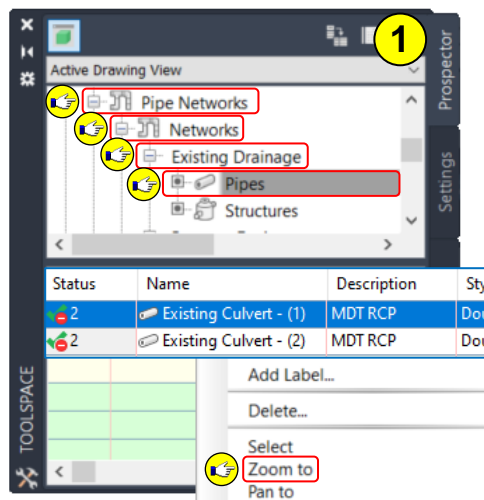 1
Active Drawing View
Pipe Networks
Networks
Existing Drainage
Pipes
Structures
Prospector
Settings
Status Name Description
2 Existing Culvert - (1) MDT RCP
2 Existing Culvert - (2) MDT RCP
Add Label...
Delete...
Select
Zoom to
Pan to
TOOLSPACE